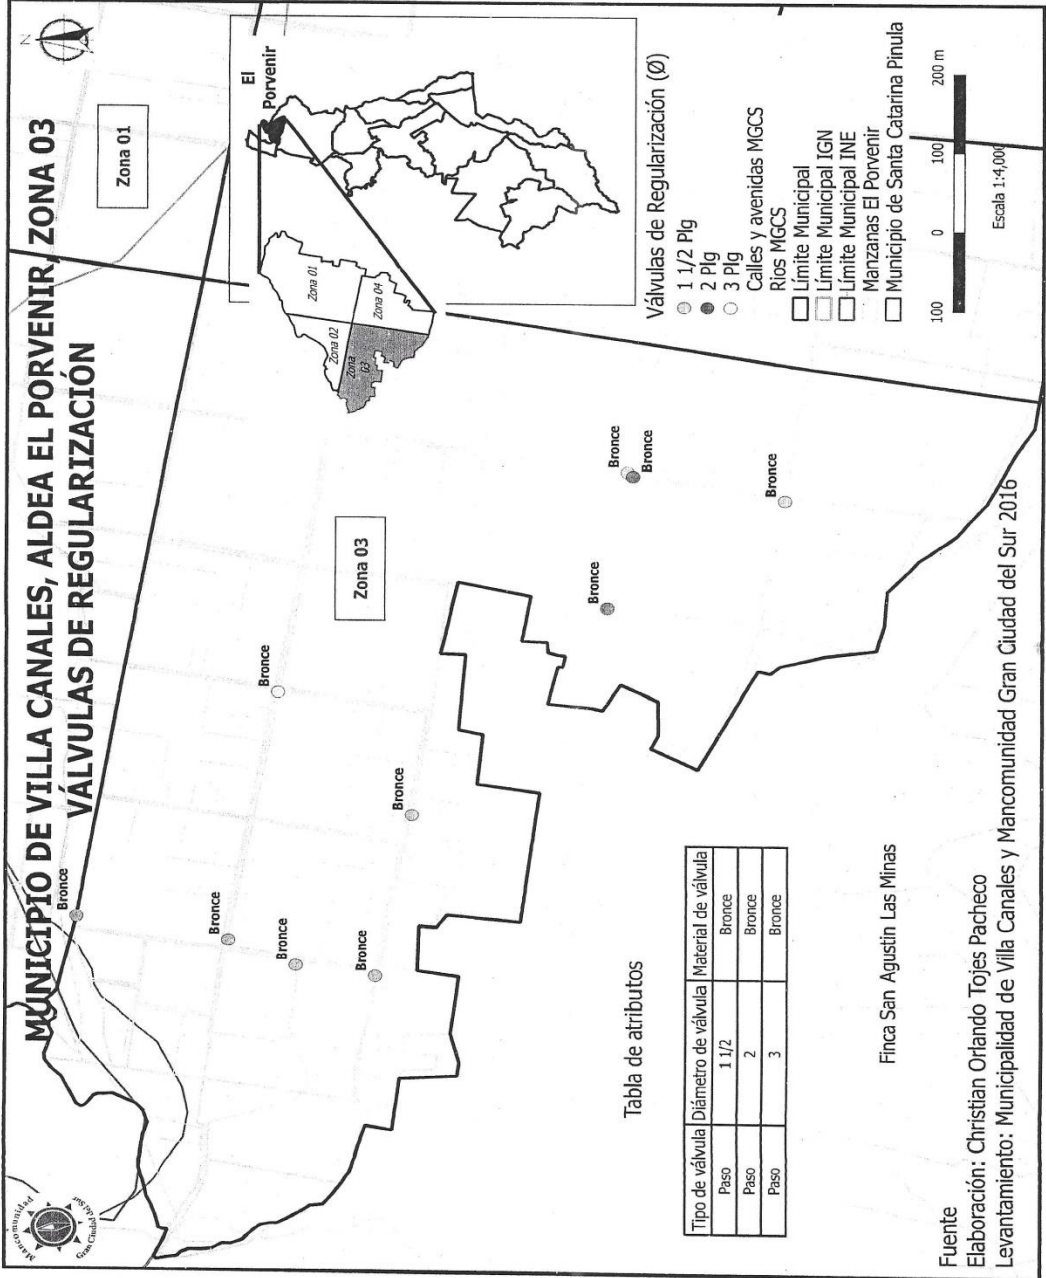 MUNICIPIO DE VILLA CANALES, ALDEA EL PORVENIR, ZONA 03
VÁLVULAS DE REGULARIZACIÓN
N
Mancomunidad
Gran Ciudad del Sur
Zona 01
El
Porvenir
Zona 01
Zona 02
Zona
03
Zona 04
Zona 03
Bronce
Bronce
Bronce
Bronce
Bronce
Bronce
Bronce
Bronce
Bronce
Bronce
Válvulas de Regularización (Ø)
1 1/2 Plg
2 Plg
3 Plg
Calles y avenidas MGCS
Rios MGCS
Límite Municipal
Límite Municipal IGN
Límite Municipal INE
Manzanas El Porvenir
Municipio de Santa Catarina Pinula
100 0 100 200 m
Escala 1:4,000
Tabla de atributos
Tipo de válvula Diámetro de válvula Material de válvula
Paso 1 1/2 Bronce
Paso 2 Bronce
Paso 3 Bronce
Finca San Agustin Las Minas
Fuente
Elaboración: Christian Orlando Tojes Pacheco
Levantamiento: Municipalidad de Villa Canales y Mancomunidad Gran Ciudad del Sur 2016